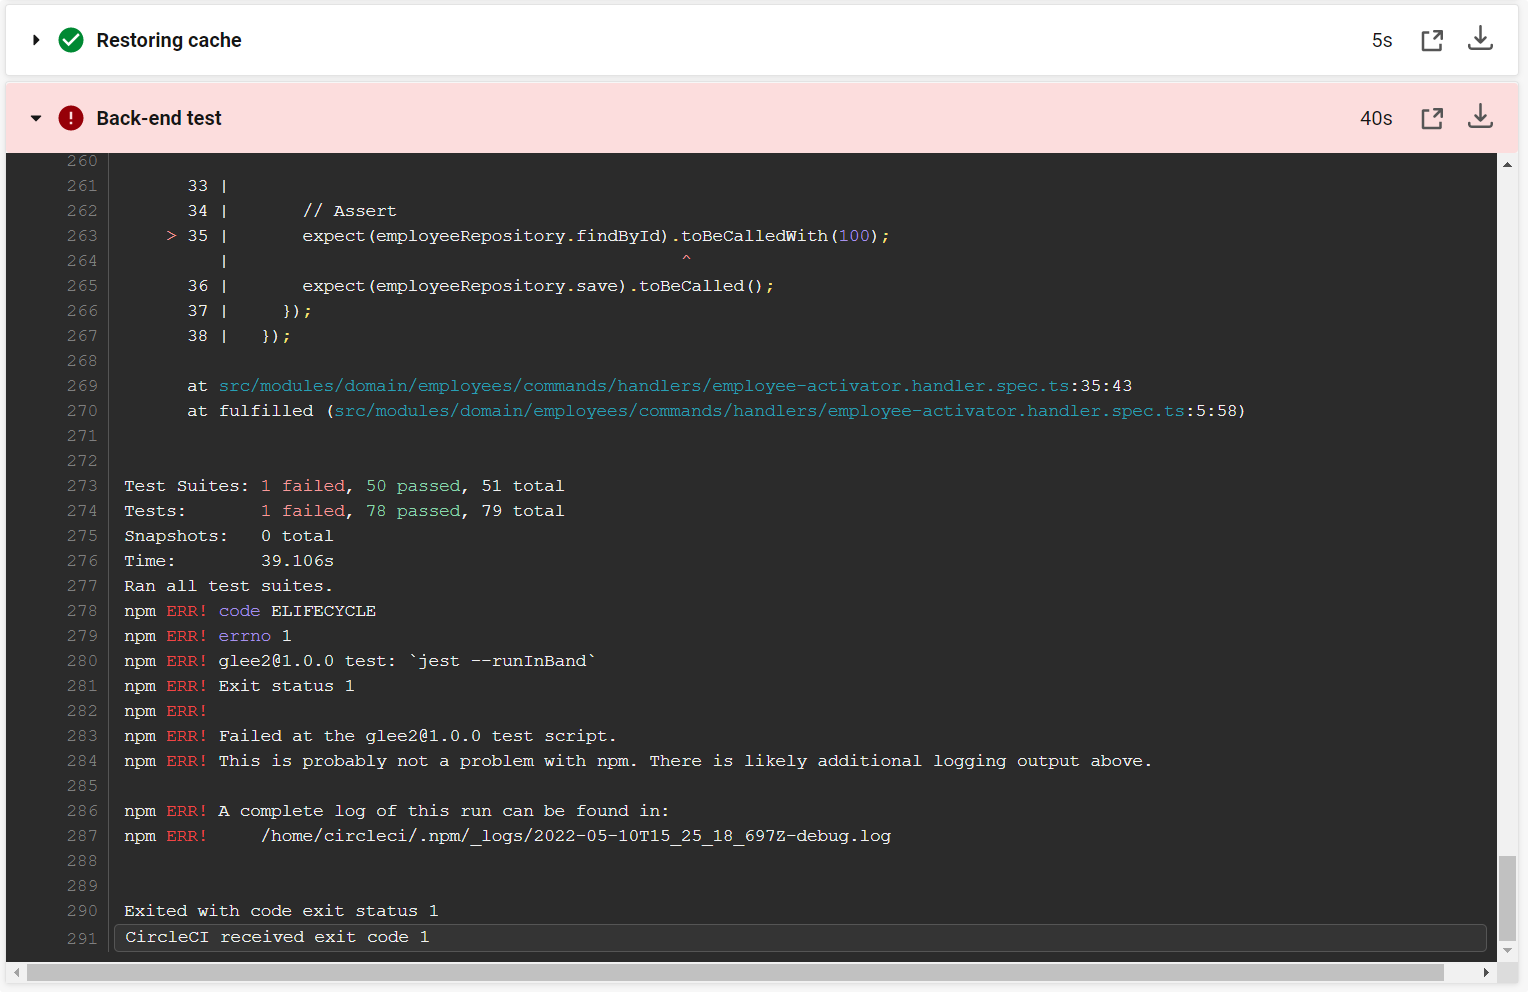 Restoring cache 5s
Back-end test 40s
260
261 33 |
262 34 | // Assert
263 > 35 | expect(employeeRepository.findById).toBeCalledWith(100);
264 | ^
265 36 | expect(employeeRepository.save).toBeCalled();
266 37 | });
267 38 | });
268
269 at src/modules/domain/employees/commands/handlers/employee-activator.handler.spec.ts:35:43
270 at fulfilled (src/modules/domain/employees/commands/handlers/employee-activator.handler.spec.ts:5:58)
271
272
273 Test Suites: 1 failed, 50 passed, 51 total
274 Tests: 1 failed, 78 passed, 79 total
275 Snapshots: 0 total
276 Time: 39.106s
277 Ran all test suites.
278 npm ERR! code ELIFECYCLE
279 npm ERR! errno 1
280 npm ERR! glee2@1.0.0 test: `jest --runInBand`
281 npm ERR! Exit status 1
282 npm ERR!
283 npm ERR! Failed at the glee2@1.0.0 test script.
284 npm ERR! This is probably not a problem with npm. There is likely additional logging output above.
285
286 npm ERR! A complete log of this run can be found in:
287 npm ERR! /home/circleci/.npm/_logs/2022-05-10T15_25_18_697Z-debug.log
288
289
290 Exited with code exit status 1
291 CircleCI received exit code 1